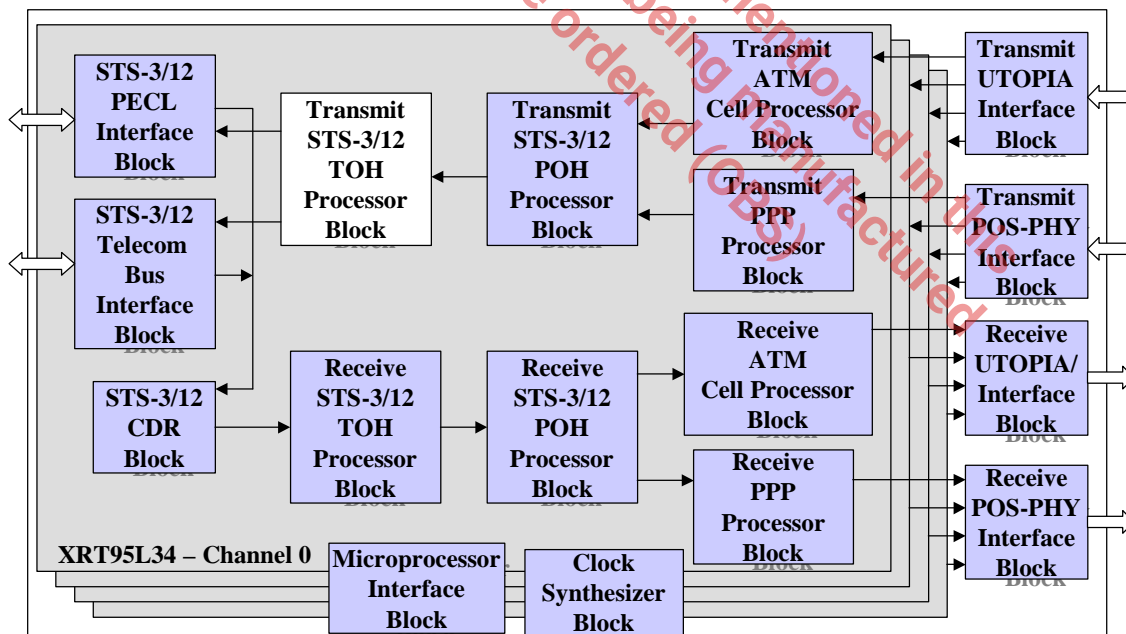 STS-3/12
PECL
Interface
Block
Transmit
STS-3/12
TOH
Processor
Block
Transmit
STS-3/12
POH
Processor
Block
Transmit
ATM
Cell Processor
Block
Transmit
UTOPIA
Interface
Block
STS-3/12
Telecom
Bus
Interface
Block
Transmit
PPP
Processor
Block
Transmit
POS-PHY
Interface
Block
STS-3/12
CDR
Block
Receive
STS-3/12
TOH
Processor
Block
Receive
STS-3/12
POH
Processor
Block
Receive
ATM
Cell Processor
Block
Receive
UTOPIA/
Interface
Block
Receive
PPP
Processor
Block
Receive
POS-PHY
Interface
Block
XRT95L34 – Channel 0
Microprocessor
Interface
Block
Clock
Synthesizer
Block
mentioned in this
being manufactured
ordered (OBS)